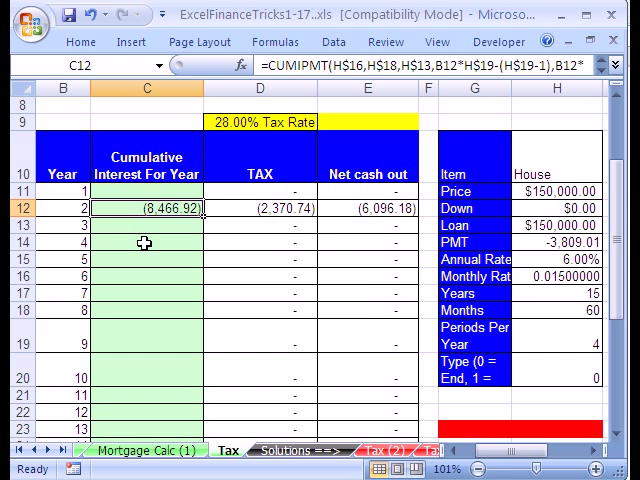 ExcelFinanceTricks1-17..xls [Compatibility Mode] - Microso...
Home Insert Page Layout Formulas Data Review View Developer
C12 fx =CUMIPMT(H$16,H$18,H$13,B12*H$19-(H$19-1),B12*
B C D E F G H
8
9 28.00% Tax Rate
10 Year Cumulative Interest For Year TAX Net cash out Item House
11 1 - - Price $150,000.00
12 2 (8,466.92) (2,370.74) (6,096.18) Down $0.00
13 3 - - Loan $150,000.00
14 4 - - PMT -3,809.01
15 5 - - Annual Rate 6.00%
16 6 - - Monthly Rat 0.01500000
17 7 - - Years 15
18 8 - - Months 60
19 9 - - Periods Per Year 4
20 10 - - Type (0 = End, 1 = 0
21 11 - -
22 12 - -
23 13 - -
Mortgage Calc (1) Tax Solutions ==> Tax (2)
Ready 101%